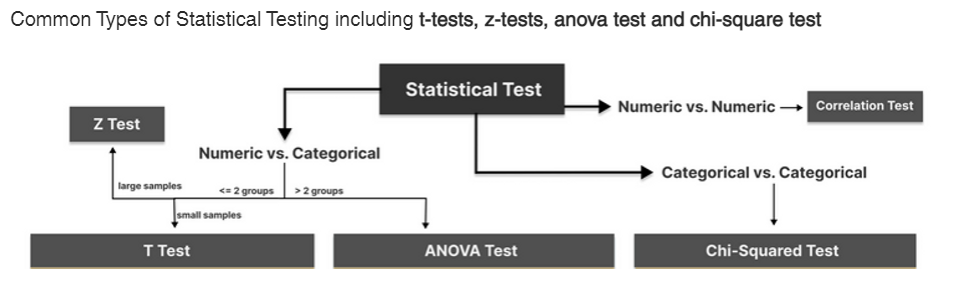 Common Types of Statistical Testing including t-tests, z-tests, anova test and chi-square test
Statistical Test
Numeric vs. Numeric
Correlation Test
Z Test
Numeric vs. Categorical
Categorical vs. Categorical
large samples
<= 2 groups
> 2 groups
small samples
T Test
ANOVA Test
Chi-Squared Test